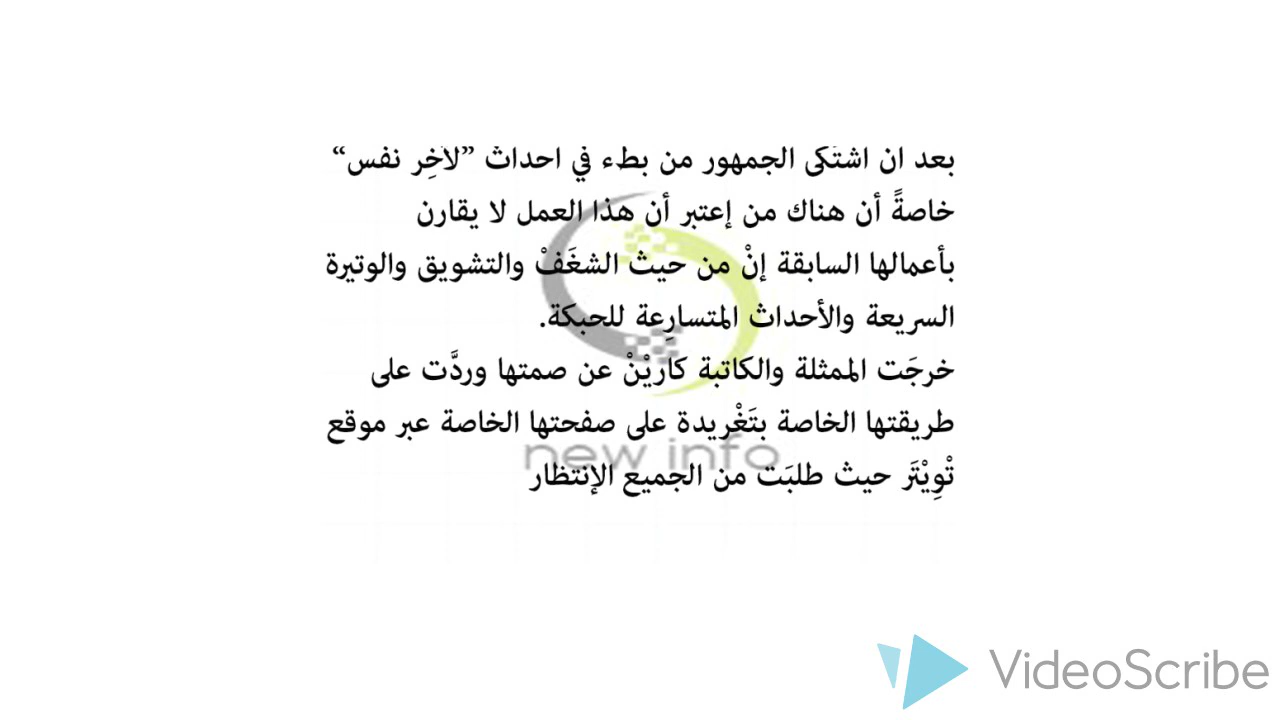 بعد ان اشتَكى الجمهور من بطء في احداث ”لآخِر نفس“
خاصةً أن هناك من إعتبر أن هذا العمل لا يقارن
بأعمالها السابقة إنْ من حيث الشغَفْ والتشويق والوتيرة
السريعة والأحداث المتسارِعة للحبكة.
خرجَت الممثلة والكاتبة كاريْنْ عن صمتها وردَّت على
طريقتها الخاصة بتَغْريدة على صفحتها الخاصة عبر موقع
تْوِيْتَر حيث طلبَت من الجميع الإنتظار
new info
VideoScribe